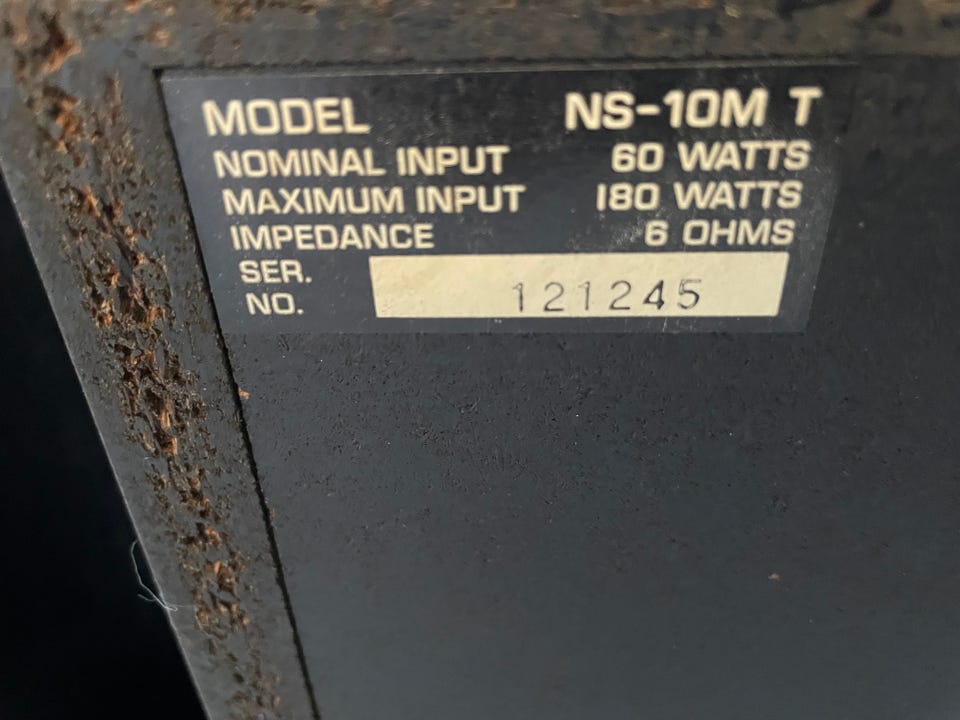 MODEL NS-10M T
NOMINAL INPUT 60 WATTS
MAXIMUM INPUT 180 WATTS
IMPEDANCE 6 OHMS
SER.
NO. 121245